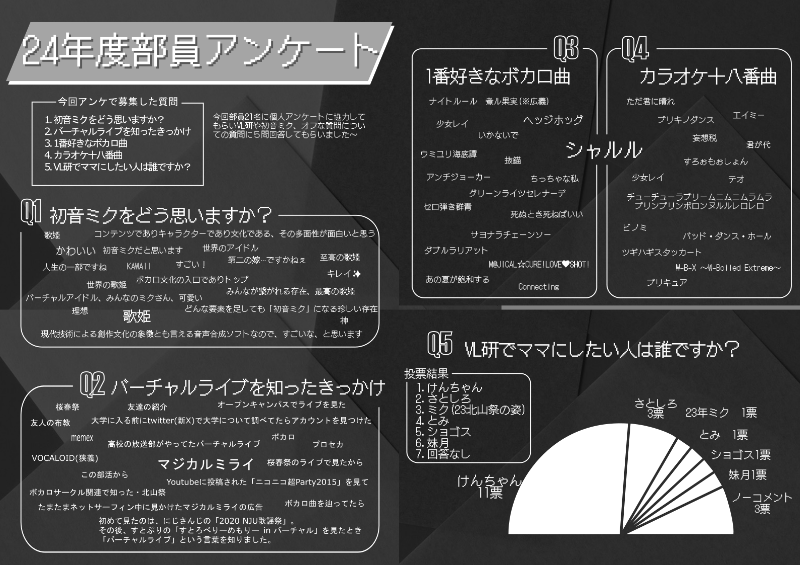 24年度部員アンケート
今回アンケで募集した質問
1. 初音ミクをどう思いますか？
2. バーチャルライブを知ったきっかけ
3. 1番好きなボカロ曲
4. カラオケ十八番曲
5. VL研でママにしたい人は誰ですか？
今回部員21名に個人アンケートに協力して
もらいVL研や初音ミク、オフな質問につい
ての質問に5問回答してもらいました〜
Q1 初音ミクをどう思いますか？
歌姫
コンテンツでありキャラクターであり文化である、その多面性が面白いと思う
かわいい
初音ミクだと思います
世界のアイドル
第二の嫁…ですかねぇ
至高の歌姫
人生の一部ですね
KAWAII
すごい！
キレイ✨
世界の歌姫
ボカロ文化の入口でありトップ
みんなが繋がれる存在、最高の歌姫
バーチャルアイドル、みんなのミクさん、可愛い
理想
歌姫
どんな要素を足しても「初音ミク」になる珍しい存在
神
現代技術による創作文化の象徴とも言える音声合成ソフトなので、すごいな、と思います
Q2 バーチャルライブを知ったきっかけ
桜春祭
友達の紹介
オープンキャンパスでライブを見た
友人の布教
大学に入る前にtwitter(新X)で大学について調べてたらアカウントを見つけた
memex
高校の放送部がやってたバーチャルライブ
ボカロ
プロセカ
VOCALOID(狭義)
マジカルミライ
桜春祭のライブで見たから
この部活から
Youtubeに投稿された「ニコニコ超Party2015」を見て
ボカロサークル関連で知った・北山祭
たまたまネットサーフィン中に見かけたマジカルミライの広告
ボカロ曲を辿ってたら
初めて見たのは、にじさんじの「2020 NJU歌謡祭」。
その後、すとぷりの「すとろべりーめもりー in バーチャル」を見たとき
「バーチャルライブ」という言葉を知りました。
Q3
1番好きなボカロ曲
ナイトルール
蛹ル果実(※広義)
少女レイ
ヘッジホッグ
いかないで
シャルル
ウミユリ海底譚
抜錨
アンチジョーカー
ちっちゃな私
グリーンライツセレナーデ
ゼロ弾き群青
死ぬとき死ねばいい
サヨナラチェーンソー
ダブルラリアット
MAJICAL☆CURE!LOVE♥SHOT!
あの夏が飽和する
Connecting
Q4
カラオケ十八番曲
ただ君に晴れ
プリキノダンス
エイミー
妄想税
君が代
すろぉもぉしょん
少女レイ
テオ
チューチューラブリームニムニムラムラ
プリンプリンボロンヌルルレロレロ
ビノミ
バッド・ダンス・ホール
ツギハギスタッカート
W-B-X 〜W-Boiled Extreme〜
プリキュア
Q5 VL研でママにしたい人は誰ですか？
投票結果
1. けんちゃん
2. さとしろ
3. ミク(23北山祭の姿)
4. とみ
5. ショゴス
6. 妹月
7. 回答なし
さとしろ
3票
23年ミク 1票
とみ 1票
ショゴス1票
妹月1票
ノーコメント
3票
けんちゃん
11票